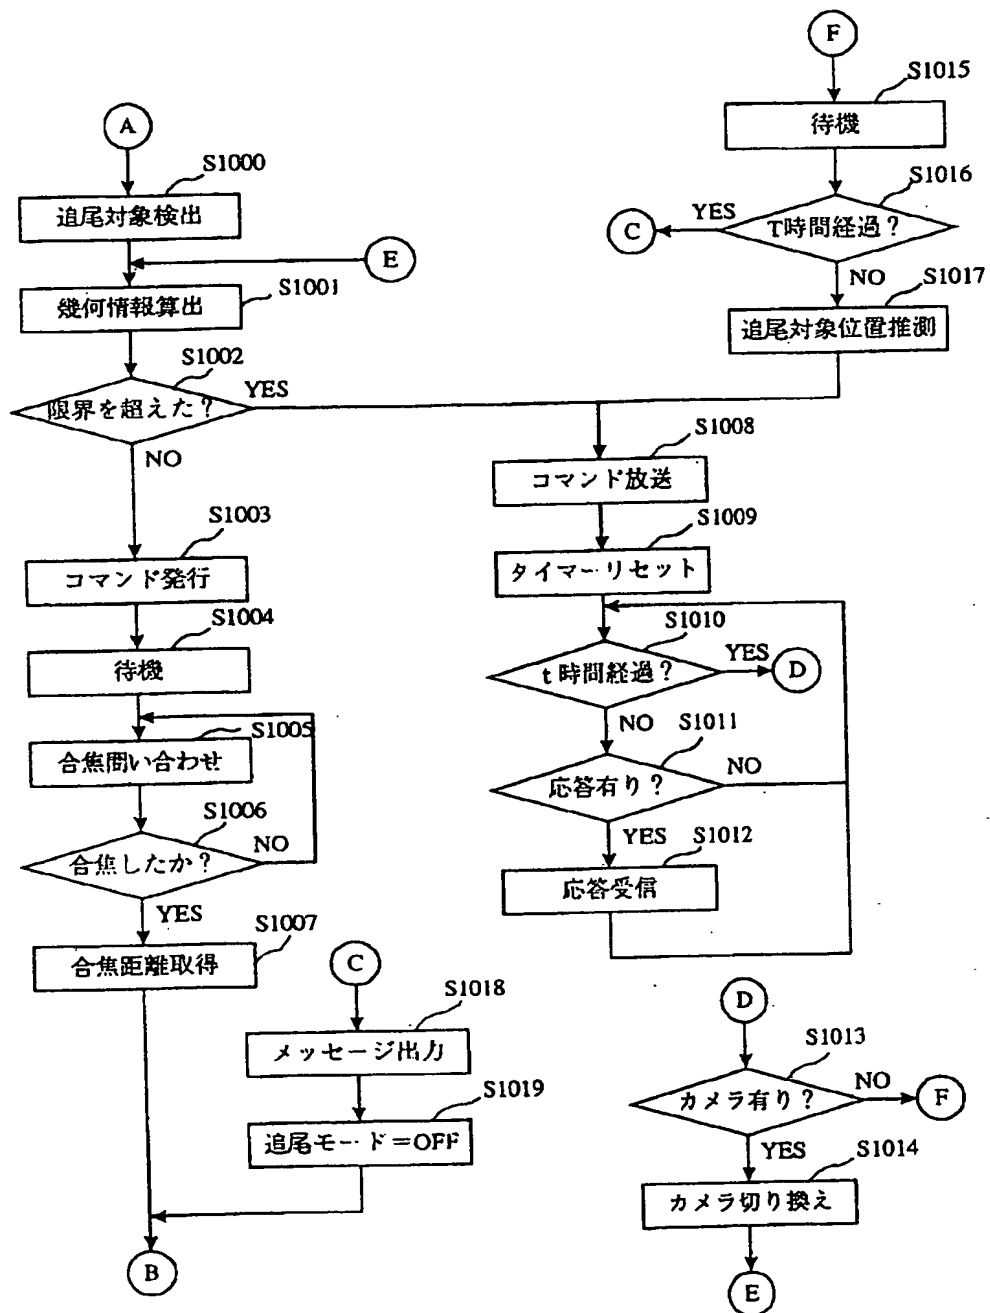 A
S1000
追尾対象検出
E
S1001
幾何情報算出
S1002
限界を超えた?
YES
NO
S1003
コマンド発行
S1004
待機
S1005
合焦問い合わせ
S1006
合焦したか?
NO
YES
S1007
合焦距離取得
C
S1018
メッセージ出力
S1019
追尾モード=OFF
B
F
S1015
待機
S1016
T時間経過?
YES
C
NO
S1017
追尾対象位置推測
S1008
コマンド放送
S1009
タイマーリセット
S1010
t時間経過?
YES
D
NO
S1011
応答有り?
NO
YES
S1012
応答受信
D
S1013
カメラ有り?
NO
F
YES
S1014
カメラ切り換え
E